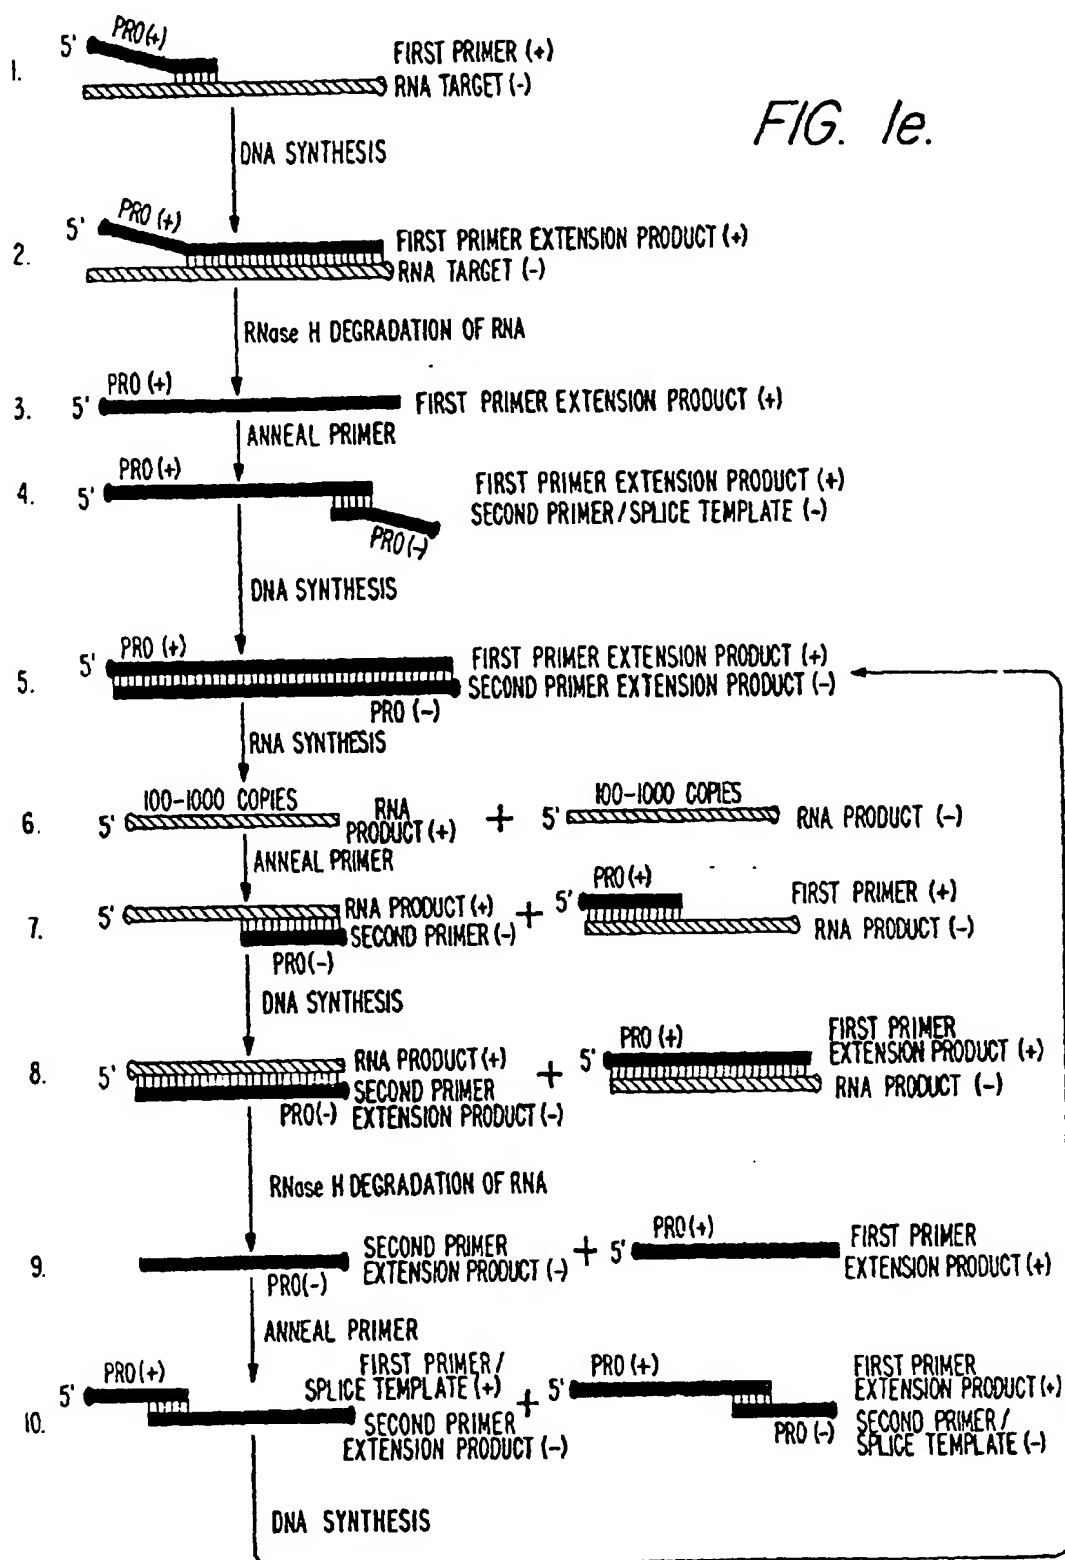 FIG. 1e.
1.
5'
PRO(+)
FIRST PRIMER (+)
RNA TARGET (-)
DNA SYNTHESIS
2.
5'
PRO (+)
FIRST PRIMER EXTENSION PRODUCT (+)
RNA TARGET (-)
RNase H DEGRADATION OF RNA
3.
5'
PRO (+)
FIRST PRIMER EXTENSION PRODUCT (+)
ANNEAL PRIMER
4.
5'
PRO (+)
FIRST PRIMER EXTENSION PRODUCT (+)
SECOND PRIMER/SPLICE TEMPLATE (-)
PRO(-)
DNA SYNTHESIS
5.
5'
PRO (+)
FIRST PRIMER EXTENSION PRODUCT (+)
SECOND PRIMER EXTENSION PRODUCT (-)
PRO (-)
RNA SYNTHESIS
6.
5'
100-1000 COPIES
RNA
PRODUCT (+)
+
5'
100-1000 COPIES
RNA PRODUCT (-)
ANNEAL PRIMER
7.
5'
RNA PRODUCT (+)
SECOND PRIMER (-)
PRO(-)
+
5'
PRO(+)
FIRST PRIMER (+)
RNA PRODUCT (-)
DNA SYNTHESIS
8.
5'
RNA PRODUCT (+)
SECOND PRIMER
EXTENSION PRODUCT (-)
PRO(-)
+
5'
PRO (+)
FIRST PRIMER
EXTENSION PRODUCT (+)
RNA PRODUCT (-)
RNase H DEGRADATION OF RNA
9.
SECOND PRIMER
EXTENSION PRODUCT (-)
PRO(-)
+
5'
PRO(+)
FIRST PRIMER
EXTENSION PRODUCT (+)
ANNEAL PRIMER
10.
5'
PRO(+)
FIRST PRIMER/
SPLICE TEMPLATE (+)
SECOND PRIMER
EXTENSION PRODUCT (-)
+
5'
PRO (+)
FIRST PRIMER
EXTENSION PRODUCT (+)
SECOND PRIMER/
SPLICE TEMPLATE (-)
PRO (-)
DNA SYNTHESIS